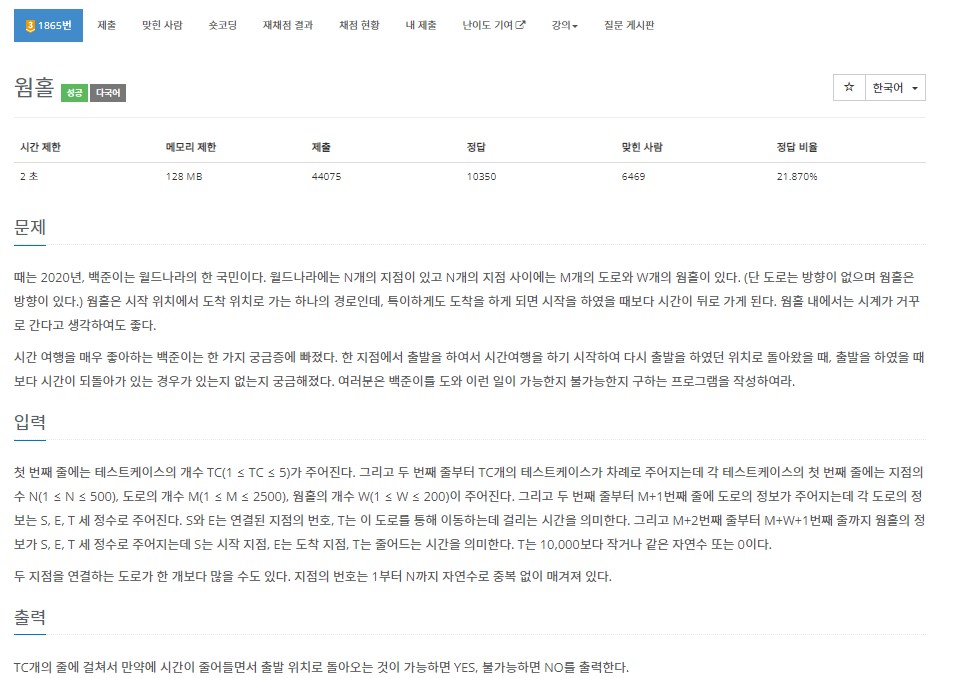 3 1865번 제출 맞힌 사람 숏코딩 재채점 결과 채점 현황 내 제출 난이도 기여 강의 질문 게시판
웜홀 성공 다국어 ☆ 한국어
시간 제한 메모리 제한 제출 정답 맞힌 사람 정답 비율
2 초 128 MB 44075 10350 6469 21.870%
문제
때는 2020년, 백준이는 월드나라의 한 국민이다. 월드나라에는 N개의 지점이 있고 N개의 지점 사이에는 M개의 도로와 W개의 웜홀이 있다. (단 도로는 방향이 없으며 웜홀은
방향이 있다.) 웜홀은 시작 위치에서 도착 위치로 가는 하나의 경로인데, 특이하게도 도착을 하게 되면 시작을 하였을 때보다 시간이 뒤로 가게 된다. 웜홀 내에서는 시계가 거꾸
로 간다고 생각하여도 좋다.
시간 여행을 매우 좋아하는 백준이는 한 가지 궁금증에 빠졌다. 한 지점에서 출발을 하여서 시간여행을 하기 시작하여 다시 출발을 하였던 위치로 돌아왔을 때, 출발을 하였을 때
보다 시간이 되돌아가 있는 경우가 있는지 없는지 궁금해졌다. 여러분은 백준이를 도와 이런 일이 가능한지 불가능한지 구하는 프로그램을 작성하여라.
입력
첫 번째 줄에는 테스트케이스의 개수 TC(1 ≤ TC ≤ 5)가 주어진다. 그리고 두 번째 줄부터 TC개의 테스트케이스가 차례로 주어지는데 각 테스트케이스의 첫 번째 줄에는 지점의
수 N(1 ≤ N ≤ 500), 도로의 개수 M(1 ≤ M ≤ 2500), 웜홀의 개수 W(1 ≤ W ≤ 200)이 주어진다. 그리고 두 번째 줄부터 M+1번째 줄에 도로의 정보가 주어지는데 각 도로의 정
보는 S, E, T 세 정수로 주어진다. S와 E는 연결된 지점의 번호, T는 이 도로를 통해 이동하는데 걸리는 시간을 의미한다. 그리고 M+2번째 줄부터 M+W+1번째 줄까지 웜홀의 정
보가 S, E, T 세 정수로 주어지는데 S는 시작 지점, E는 도착 지점, T는 줄어드는 시간을 의미한다. T는 10,000보다 작거나 같은 자연수 또는 0이다.
두 지점을 연결하는 도로가 한 개보다 많을 수도 있다. 지점의 번호는 1부터 N까지 자연수로 중복 없이 매겨져 있다.
출력
TC개의 줄에 걸쳐서 만약에 시간이 줄어들면서 출발 위치로 돌아오는 것이 가능하면 YES, 불가능하면 NO를 출력한다.